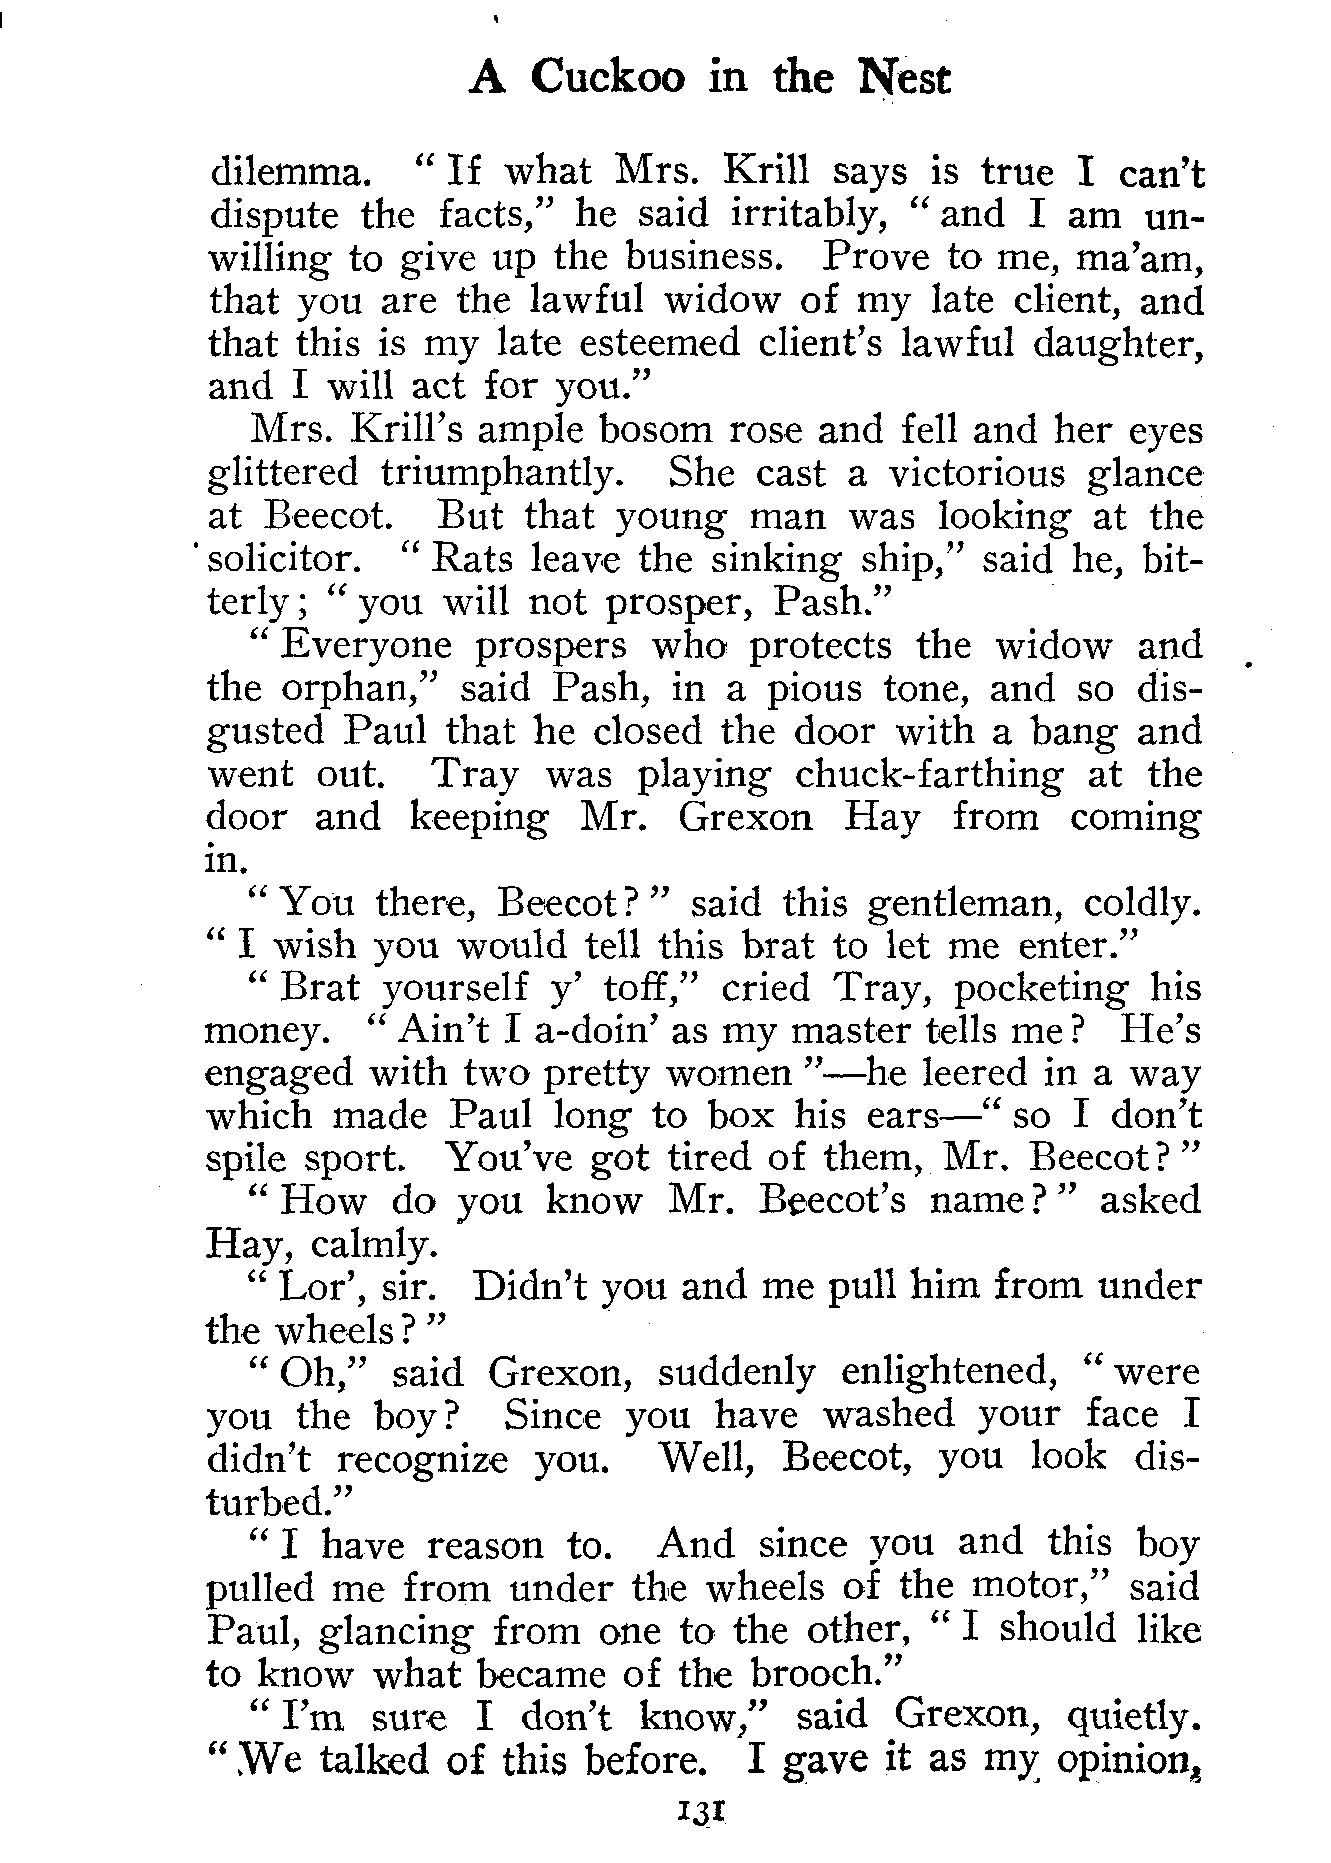 A Cuckoo in the Nest
dilemma. “ If what Mrs. Krill says is true I can’t
dispute the facts,” he said irritably, “ and I am un-
willing to give up the business. Prove to me, ma’am,
that you are the lawful widow of my late client, and
that this is my late esteemed client’s lawful daughter,
and I will act for you.”
Mrs. Krill’s ample bosom rose and fell and her eyes
glittered triumphantly. She cast a victorious glance
at Beecot. But that young man was looking at the
solicitor. “ Rats leave the sinking ship,” said he, bit-
terly ; “ you will not prosper, Pash.”
“ Everyone prospers who protects the widow and
the orphan,” said Pash, in a pious tone, and so dis-
gusted Paul that he closed the door with a bang and
went out. Tray was playing chuck-farthing at the
door and keeping Mr. Grexon Hay from coming
in.
“ You there, Beecot? ” said this gentleman, coldly.
“ I wish you would tell this brat to let me enter.”
“ Brat yourself y’ toff,” cried Tray, pocketing his
money. “ Ain’t I a-doin’ as my master tells me? He’s
engaged with two pretty women ”—he leered in a way
which made Paul long to box his ears—“ so I don’t
spile sport. You’ve got tired of them, Mr. Beecot? ”
“ How do you know Mr. Beecot’s name? ” asked
Hay, calmly.
“ Lor’, sir. Didn’t you and me pull him from under
the wheels? ”
“ Oh,” said Grexon, suddenly enlightened, “ were
you the boy? Since you have washed your face I
didn’t recognize you. Well, Beecot, you look dis-
turbed.”
“ I have reason to. And since you and this boy
pulled me from under the wheels of the motor,” said
Paul, glancing from one to the other, “ I should like
to know what became of the brooch.”
“ I’m sure I don’t know,” said Grexon, quietly.
“ We talked of this before. I gave it as my opinion,
131